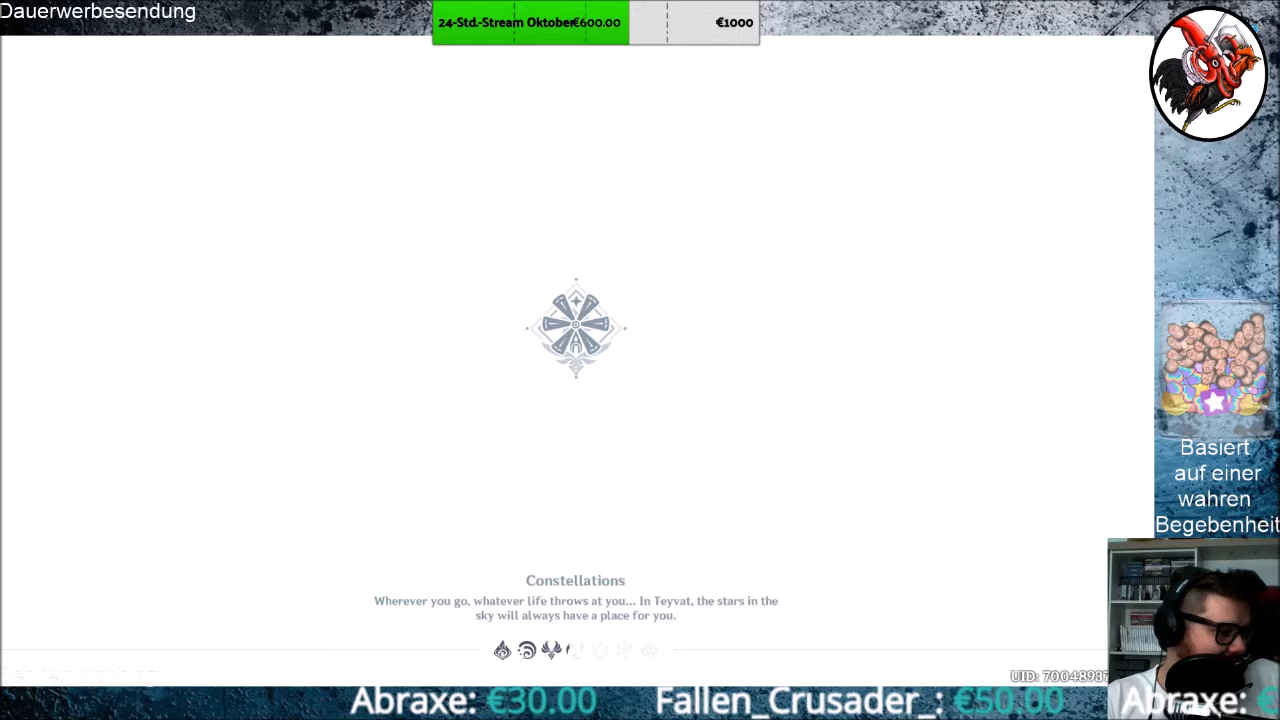 Dauerwerbesendung
24-Std.-Stream Oktober€600.00 €1000
Basiert
auf einer
wahren
Begebenheit
Constellations
Wherever you go, whatever life throws at you... In Teyvat, the stars in the
sky will always have a place for you.
UID: 70048937
Abraxe: €30.00 Fallen_Crusader_: €50.00 Abraxe: €